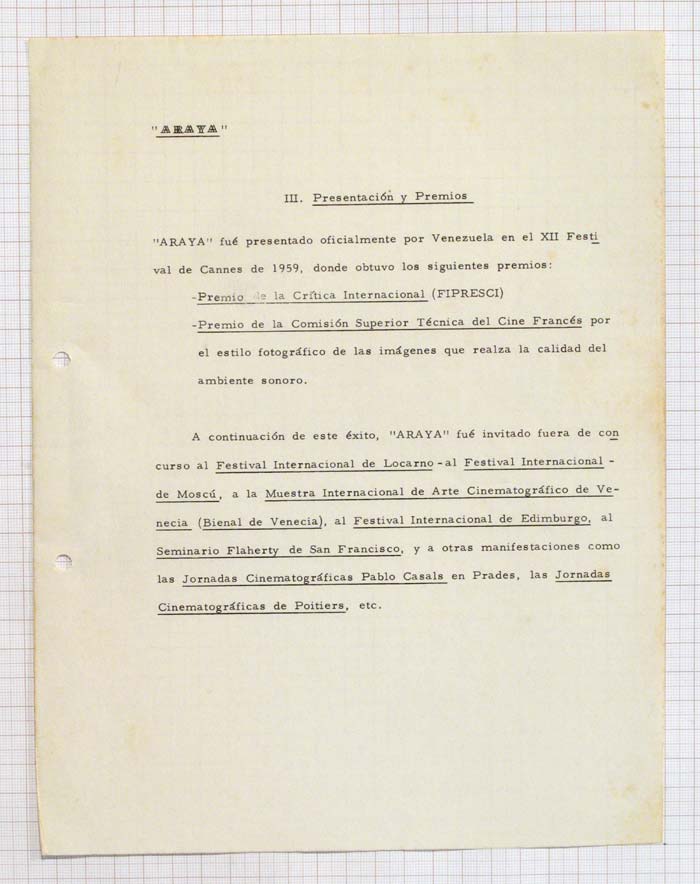 "ARAYA"
III. Presentación y Premios
"ARAYA" fué presentado oficialmente por Venezuela en el XII Festi
val de Cannes de 1959, donde obtuvo los siguientes premios:
-Premio de la Crítica Internacional (FIPRESCI)
-Premio de la Comisión Superior Técnica del Cine Francés por
el estilo fotográfico de las imágenes que realza la calidad del
ambiente sonoro.
A continuación de este éxito, "ARAYA" fué invitado fuera de con
curso al Festival Internacional de Locarno -al Festival Internacional -
de Moscú, a la Muestra Internacional de Arte Cinematográfico de Ve-
necia (Bienal de Venecia), al Festival Internacional de Edimburgo, al
Seminario Flaherty de San Francisco, y a otras manifestaciones como
las Jornadas Cinematográficas Pablo Casals en Prades, las Jornadas
Cinematográficas de Poitiers, etc.